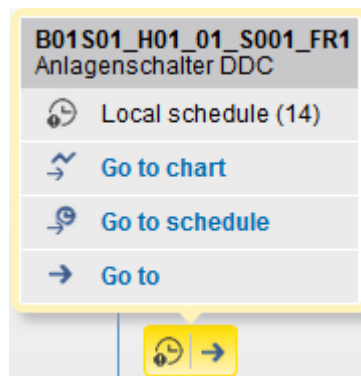 B01S01_H01_01_S001_FR1
Anlagenschalter DDC
Local schedule (14)
Go to chart
Go to schedule
Go to